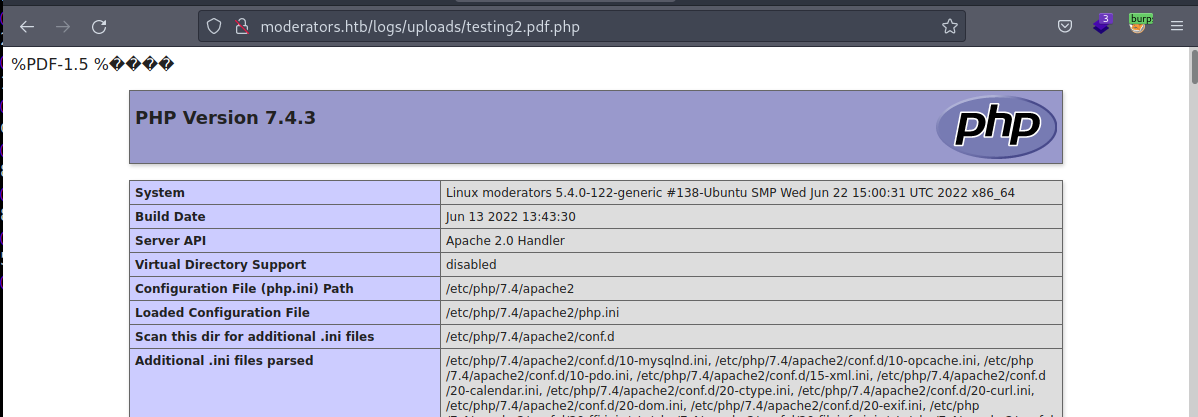 3
burp
moderators.htb/logs/uploads/testing2.pdf.php
%PDF-1.5 %����
PHP Version 7.4.3
php
System Linux moderators 5.4.0-122-generic #138-Ubuntu SMP Wed Jun 22 15:00:31 UTC 2022 x86_64
Build Date Jun 13 2022 13:43:30
Server API Apache 2.0 Handler
Virtual Directory Support disabled
Configuration File (php.ini) Path /etc/php/7.4/apache2
Loaded Configuration File /etc/php/7.4/apache2/php.ini
Scan this dir for additional .ini files /etc/php/7.4/apache2/conf.d
Additional .ini files parsed /etc/php/7.4/apache2/conf.d/10-mysqlnd.ini, /etc/php/7.4/apache2/conf.d/10-opcache.ini, /etc/php
/7.4/apache2/conf.d/10-pdo.ini, /etc/php/7.4/apache2/conf.d/15-xml.ini, /etc/php/7.4/apache2/conf.d
/20-calendar.ini, /etc/php/7.4/apache2/conf.d/20-ctype.ini, /etc/php/7.4/apache2/conf.d/20-curl.ini,
/etc/php/7.4/apache2/conf.d/20-dom.ini, /etc/php/7.4/apache2/conf.d/20-exif.ini, /etc/php